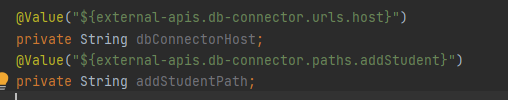 @Value("${external-apis.db-connector.urls.host}")
private String dbConnectorHost;
@Value("${external-apis.db-connector.paths.addStudent}")
private String addStudentPath;